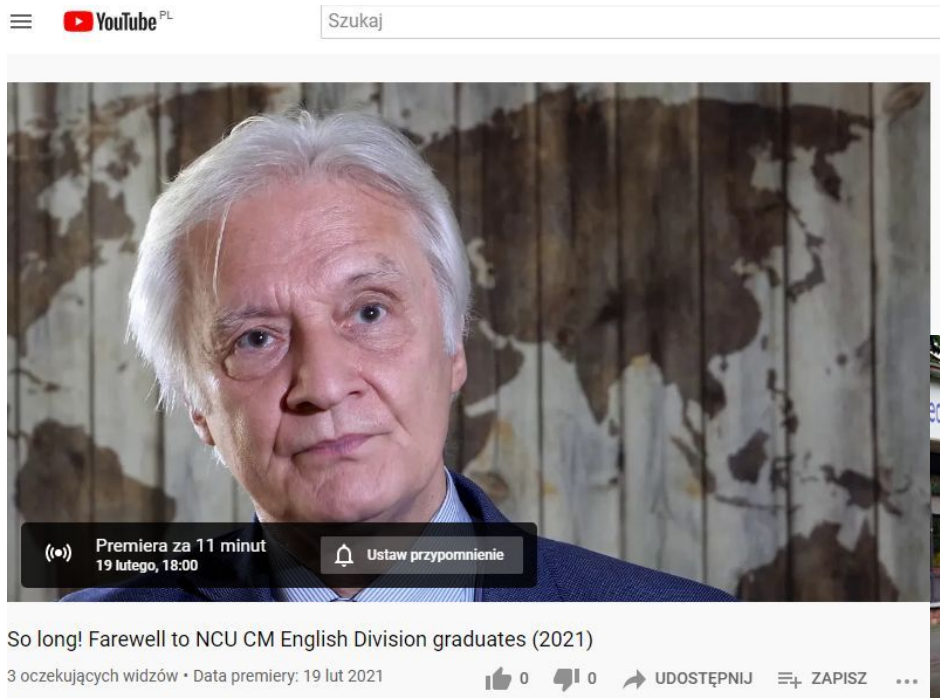 YouTube PL
Szukaj
Premiera za 11 minut
19 lutego, 18:00
Ustaw przypomnienie
So long! Farewell to NCU CM English Division graduates (2021)
3 oczekujących widzów • Data premiery: 19 lut 2021
0 0 UDOSTĘPNIJ ZAPISZ